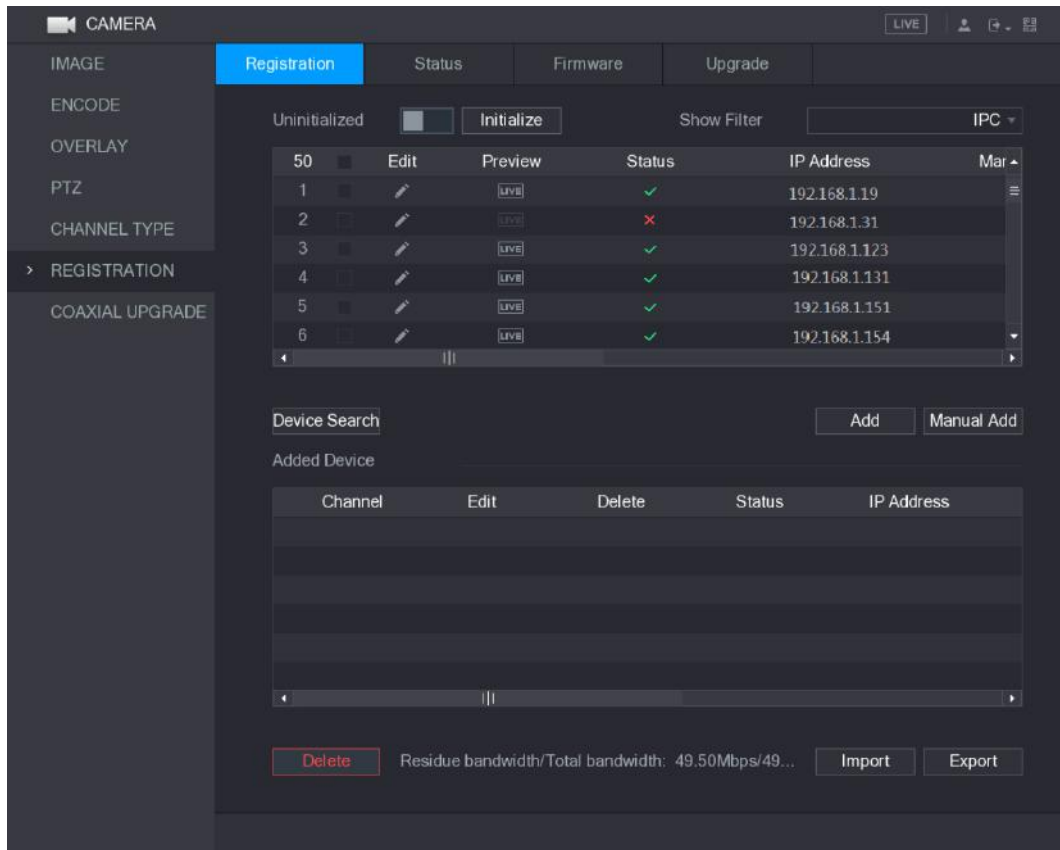 CAMERA LIVE
IMAGE
ENCODE
OVERLAY
PTZ
CHANNEL TYPE
> REGISTRATION
COAXIAL UPGRADE
Registration Status Firmware Upgrade
Uninitialized Initialize Show Filter IPC
50 Edit Preview Status IP Address Mar
1 LIVE 192.168.1.19
2 LIVE 192.168.1.31
3 LIVE 192.168.1.123
4 LIVE 192.168.1.131
5 LIVE 192.168.1.151
6 LIVE 192.168.1.154
Device Search Add Manual Add
Added Device
Channel Edit Delete Status IP Address
Delete Residue bandwidth/Total bandwidth: 49.50Mbps/49... Import Export